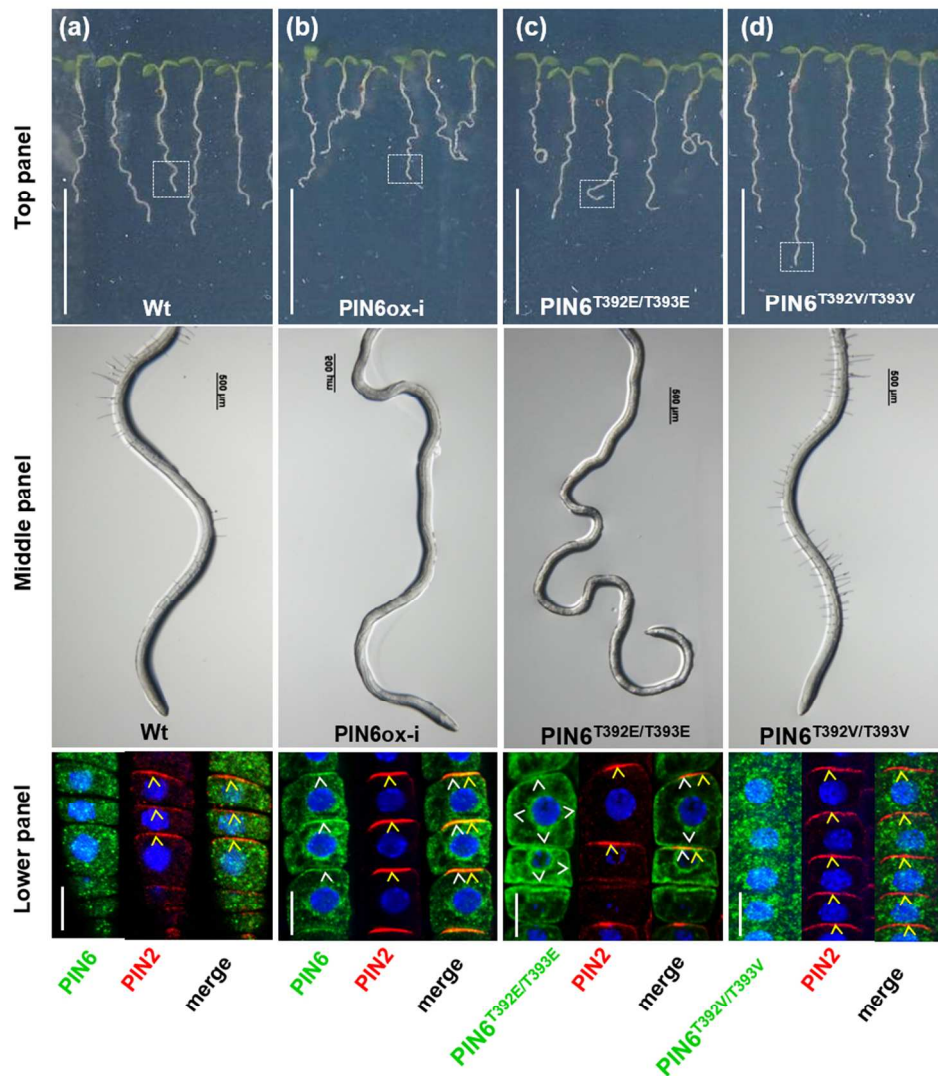 (a)
(b)
(c)
(d)
Top panel
Wt
PIN6ox-i
PIN6T392E/T393E
PIN6T392V/T393V
Middle panel
500 µm
500 µm
500 µm
Wt
PIN6ox-i
PIN6T392E/T393E
PIN6T392V/T393V
Lower panel
PIN6
PIN2
merge
PIN6
PIN2
merge
PIN6T392E/T393E
PIN2
merge
PIN6T392V/T393V
PIN2
merge